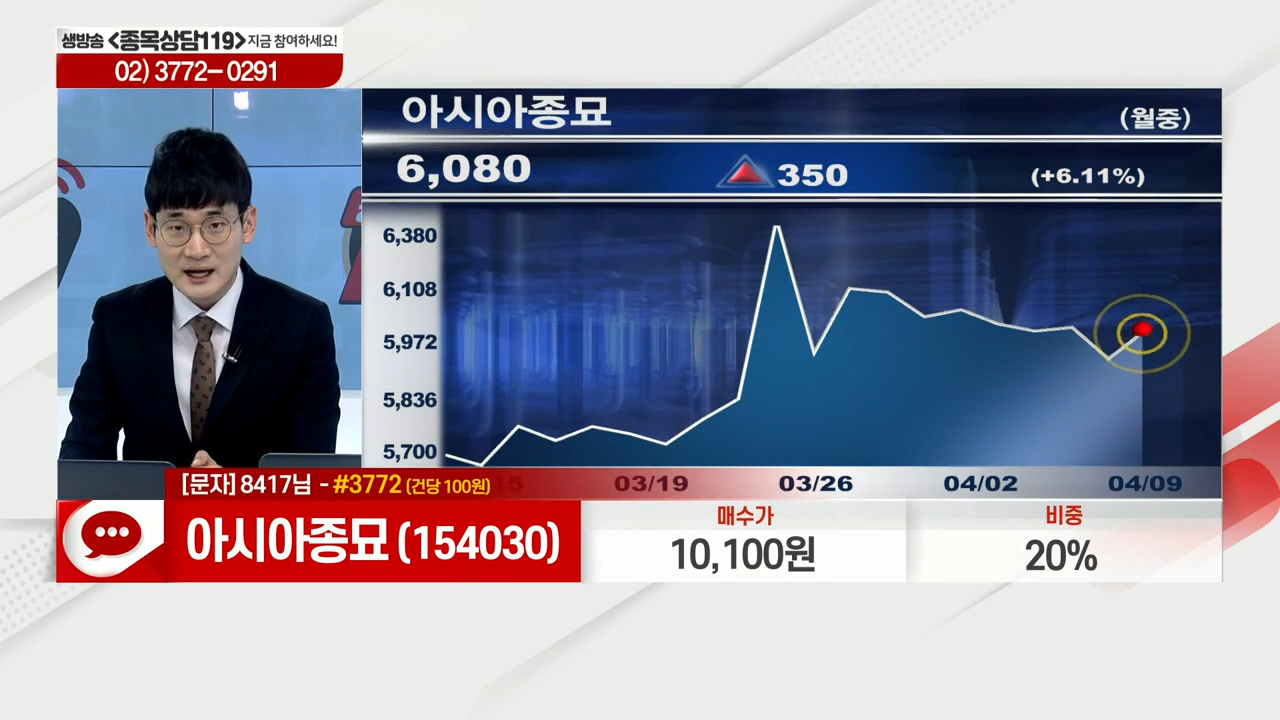 생방송 <종목상담119> 지금 참여하세요!
02) 3772-0291
아시아종묘
(월중)
6,080 350 (+6.11%)
6,380
6,108
5,972
5,836
5,700
03/19 03/26 04/02 04/09
[문자] 8417님 - #3772 (건당 100원)
아시아종묘 (154030)
매수가
10,100원
비중
20%